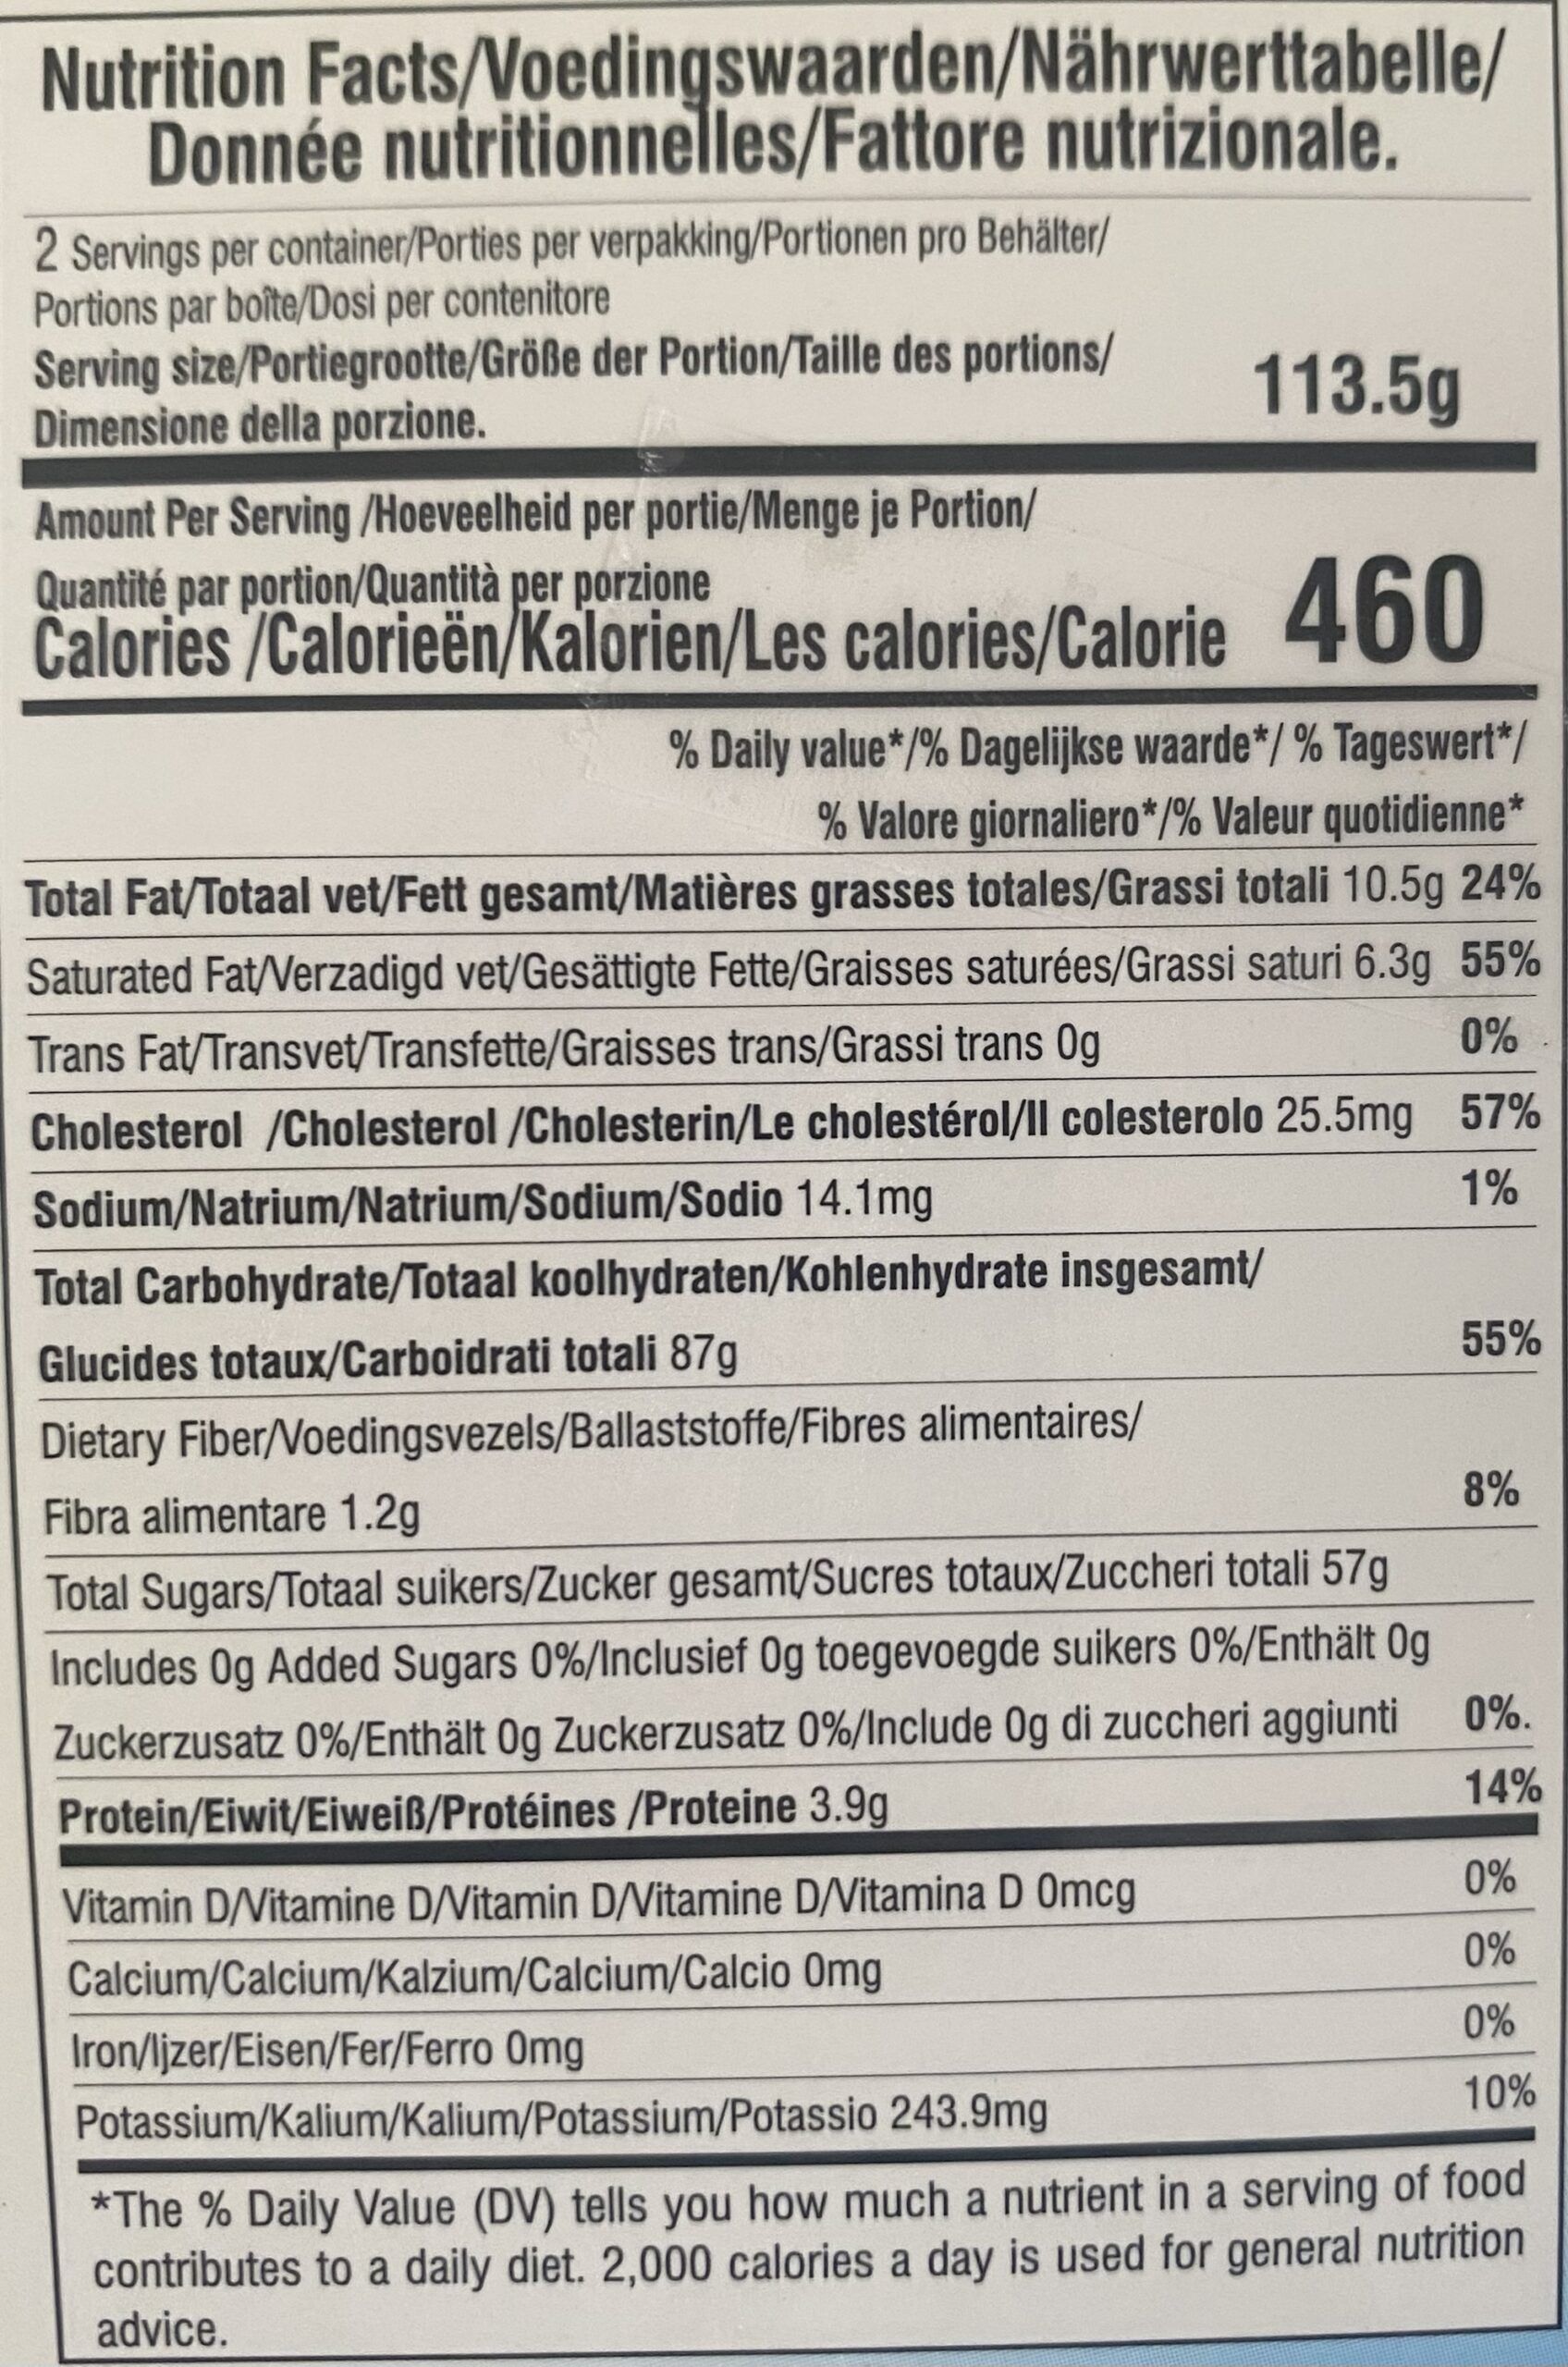 Nutrition Facts/Voedingswaarden/Nährwerttabelle/
Donnée nutritionnelles/Fattore nutrizionale.
2 Servings per container/Porties per verpakking/Portionen pro Behälter/
Portions par boîte/Dosi per contenitore
Serving size/Portiegrootte/Größe der Portion/Taille des portions/
Dimensione della porzione. 113.5g
Amount Per Serving /Hoeveelheid per portie/Menge je Portion/
Quantité par portion/Quantità per porzione
Calories /Calorieën/Kalorien/Les calories/Calorie 460
% Daily value*/% Dagelijkse waarde*/ % Tageswert*/
% Valore giornaliero*/% Valeur quotidienne*
Total Fat/Totaal vet/Fett gesamt/Matières grasses totales/Grassi totali 10.5g 24%
Saturated Fat/Verzadigd vet/Gesättigte Fette/Graisses saturées/Grassi saturi 6.3g 55%
Trans Fat/Transvet/Transfette/Graisses trans/Grassi trans 0g 0%
Cholesterol /Cholesterol /Cholesterin/Le cholestérol/Il colesterolo 25.5mg 57%
Sodium/Natrium/Natrium/Sodium/Sodio 14.1mg 1%
Total Carbohydrate/Totaal koolhydraten/Kohlenhydrate insgesamt/
Glucides totaux/Carboidrati totali 87g 55%
Dietary Fiber/Voedingsvezels/Ballaststoffe/Fibres alimentaires/
Fibra alimentare 1.2g 8%
Total Sugars/Totaal suikers/Zucker gesamt/Sucres totaux/Zuccheri totali 57g
Includes 0g Added Sugars 0%/Inclusief 0g toegevoegde suikers 0%/Enthält 0g
Zuckerzusatz 0%/Enthält 0g Zuckerzusatz 0%/Include 0g di zuccheri aggiunti 0%.
Protein/Eiwit/Eiweiß/Protéines /Proteine 3.9g 14%
Vitamin D/Vitamine D/Vitamin D/Vitamine D/Vitamina D 0mcg 0%
Calcium/Calcium/Kalzium/Calcium/Calcio 0mg 0%
Iron/Ijzer/Eisen/Fer/Ferro 0mg 0%
Potassium/Kalium/Kalium/Potassium/Potassio 243.9mg 10%
*The % Daily Value (DV) tells you how much a nutrient in a serving of food
contributes to a daily diet. 2,000 calories a day is used for general nutrition
advice.